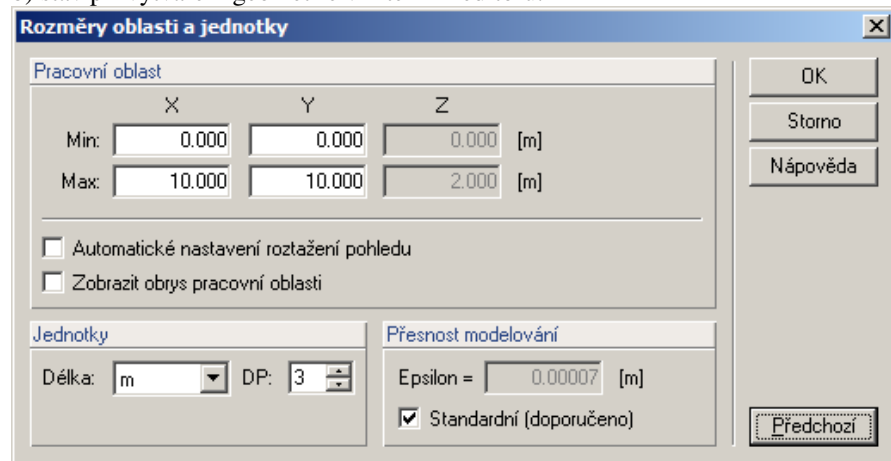 Rozměry oblasti a jednotky
Pracovní oblast
X Y Z
Min: 0.000 0.000 0.000 [m]
Max: 10.000 10.000 2.000 [m]
Automatické nastavení roztažení pohledu
Zobrazit obrys pracovní oblasti
Jednotky
Délka: m DP: 3
Přesnost modelování
Epsilon = 0.00007 [m]
Standardní (doporučeno)
OK
Storno
Nápověda
Předchozí